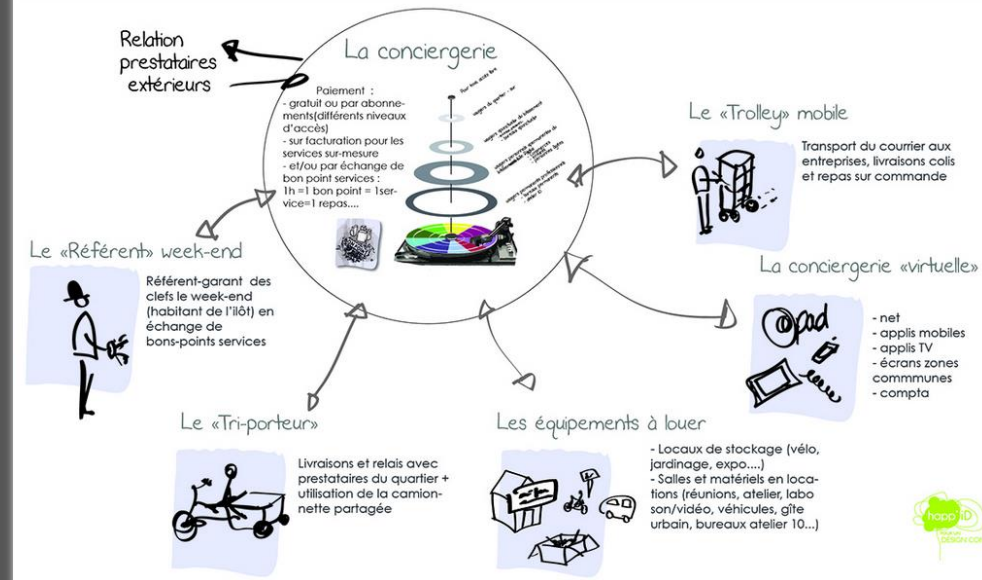 Relation
prestataires
extérieurs
La conciergerie
Paiement :
- gratuit ou par abonne-
ments(différents niveaux
d'accès)
- sur facturation pour les
services sur-mesure
- et/ou par échange de
bon point services :
1h =1 bon point = 1ser-
vice=1 repas....
Le «Trolley» mobile
Transport du courrier aux
entreprises, livraisons colis
et repas sur commande
Le «Référent» week-end
Référent-garant des
clefs le week-end
(habitant de l'ilôt) en
échange de
bons-points services
La conciergerie «virtuelle»
pad
- net
- applis mobiles
- applis TV
- écrans zones
commmunes
- compta
Le «Tri-porteur»
Livraisons et relais avec
prestataires du quartier +
utilisation de la camion-
nette partagée
Les équipements à louer
- Locaux de stockage (vélo,
jardinage, expo....)
- Salles et matériels en loca-
tions (réunions, atelier, labo
son/vidéo, véhicules, gîte
urbain, bureaux atelier 10...)
happ'iD